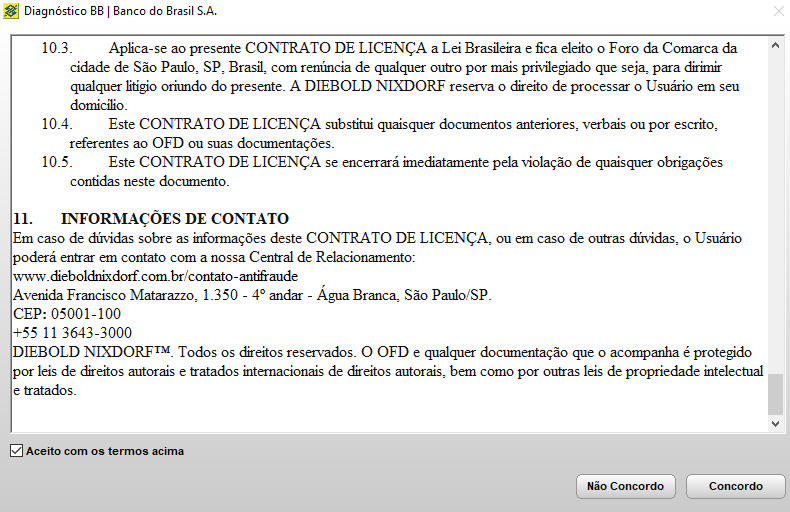 Diagnóstico BB | Banco do Brasil S.A.
10.3. Aplica-se ao presente CONTRATO DE LICENÇA a Lei Brasileira e fica eleito o Foro da Comarca da
cidade de São Paulo, SP, Brasil, com renúncia de qualquer outro por mais privilegiado que seja, para dirimir
qualquer litígio oriundo do presente. A DIEBOLD NIXDORF reserva o direito de processar o Usuário em seu
domicílio.
10.4. Este CONTRATO DE LICENÇA substitui quaisquer documentos anteriores, verbais ou por escrito,
referentes ao OFD ou suas documentações.
10.5. Este CONTRATO DE LICENÇA se encerrará imediatamente pela violação de quaisquer obrigações
contidas neste documento.
11. INFORMAÇÕES DE CONTATO
Em caso de dúvidas sobre as informações deste CONTRATO DE LICENÇA, ou em caso de outras dúvidas, o Usuário
poderá entrar em contato com a nossa Central de Relacionamento:
www.dieboldnixdorf.com.br/contato-antifraude
Avenida Francisco Matarazzo, 1.350 - 4º andar - Água Branca, São Paulo/SP.
CEP: 05001-100
+55 11 3643-3000
DIEBOLD NIXDORF™. Todos os direitos reservados. O OFD e qualquer documentação que o acompanha é protegido
por leis de direitos autorais e tratados internacionais de direitos autorais, bem como por outras leis de propriedade intelectual
e tratados.
Aceito com os termos acima
Não Concordo
Concordo